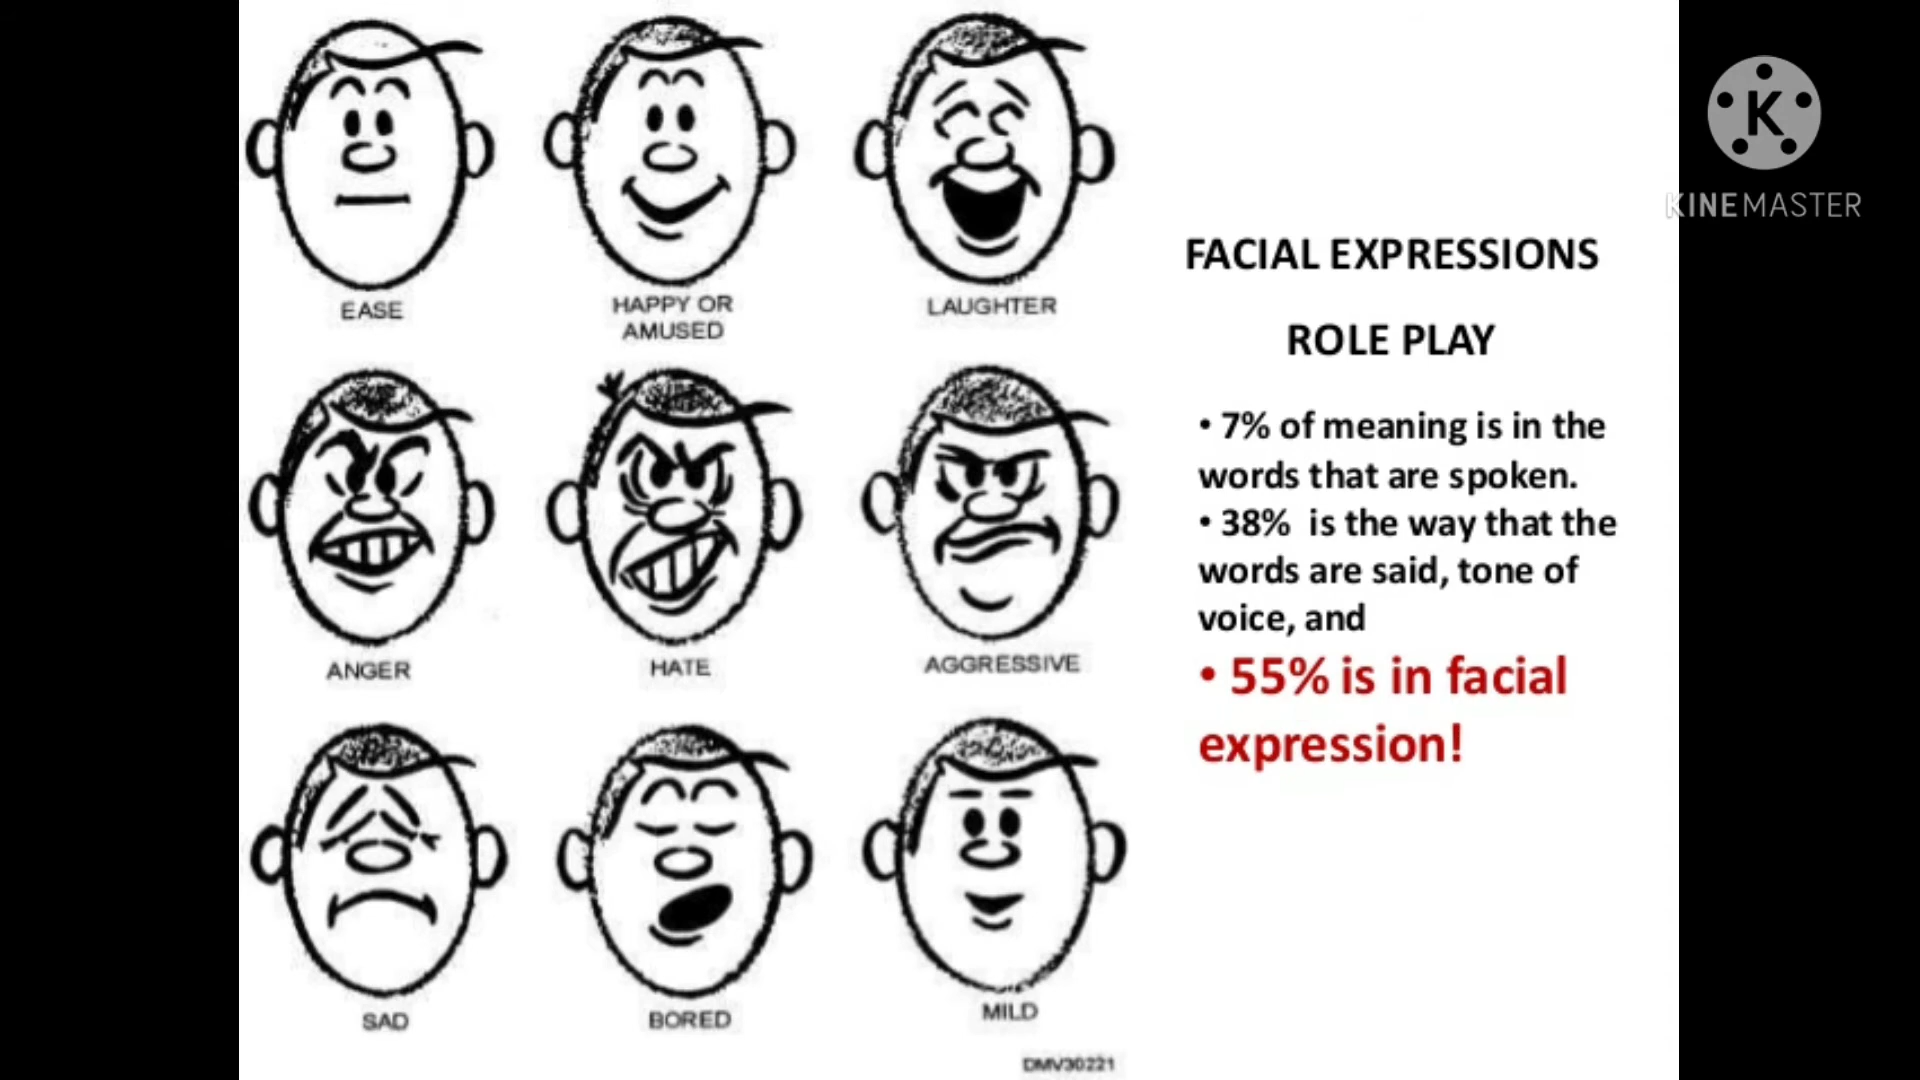 EASE
HAPPY OR
AMUSED
LAUGHTER
ANGER
HATE
AGGRESSIVE
SAD
BORED
MILD
DMV30221
FACIAL EXPRESSIONS
ROLE PLAY
• 7% of meaning is in the
words that are spoken.
• 38% is the way that the
words are said, tone of
voice, and
• 55% is in facial
expression!
K
KINEMASTER